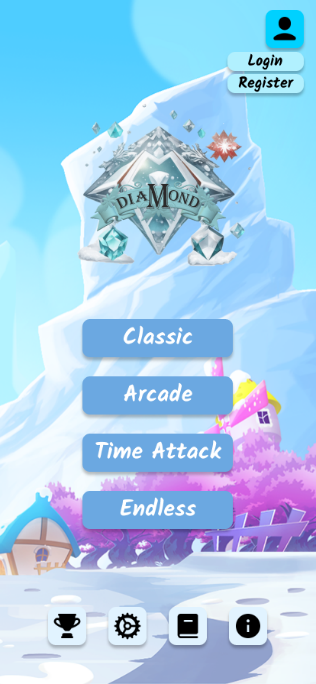 Login
Register
DIAMOND
Classic
Arcade
Time Attack
Endless